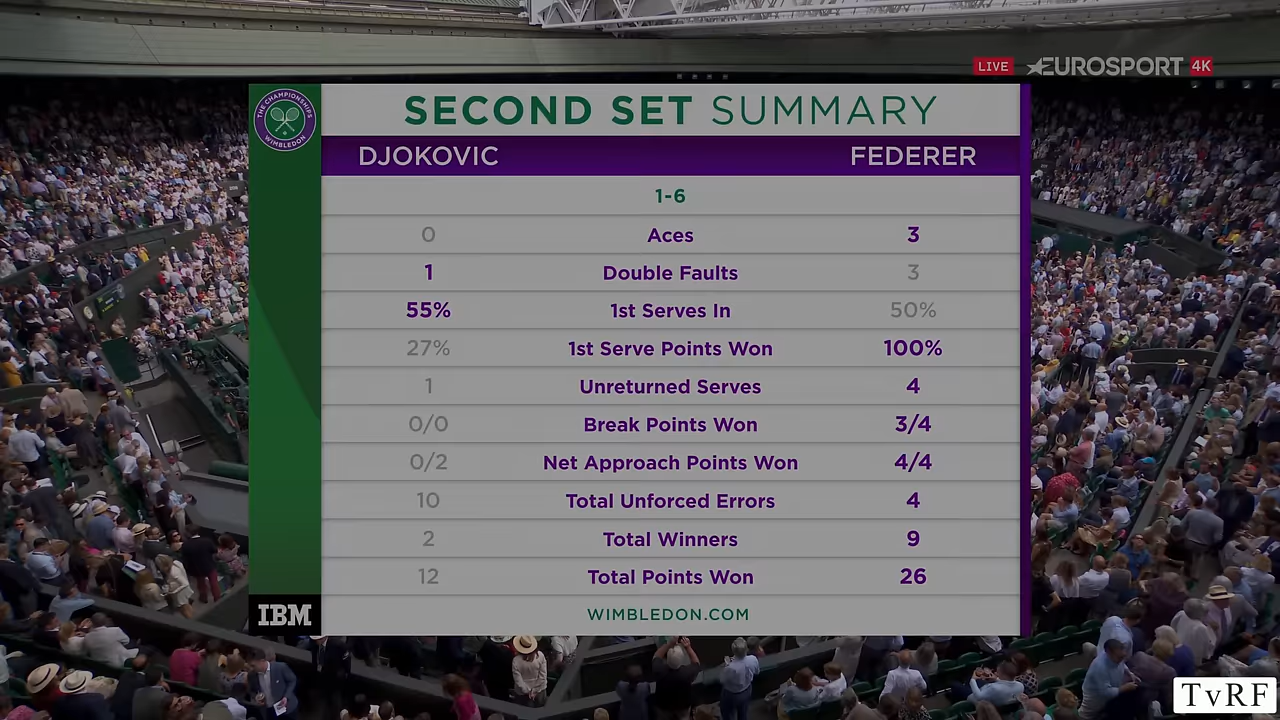 LIVE EUROSPORT 4K
THE CHAMPIONSHIPS
WIMBLEDON
SECOND SET SUMMARY
DJOKOVIC FEDERER
1-6
0 Aces 3
1 Double Faults 3
55% 1st Serves In 50%
27% 1st Serve Points Won 100%
1 Unreturned Serves 4
0/0 Break Points Won 3/4
0/2 Net Approach Points Won 4/4
10 Total Unforced Errors 4
2 Total Winners 9
12 Total Points Won 26
IBM WIMBLEDON.COM
TvRF